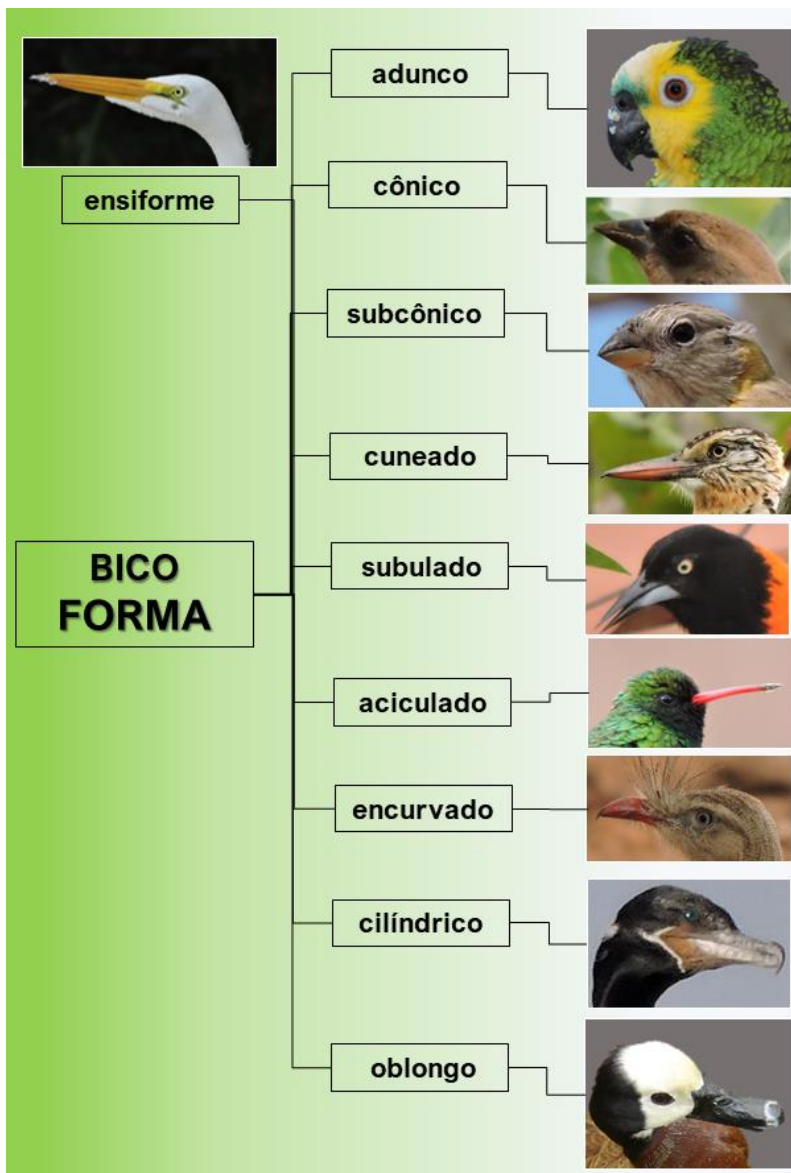 adunco
ensiforme
cônico
subcônico
cuneado
subulado
BICO
FORMA
aciculado
encurvado
cilíndrico
oblongo